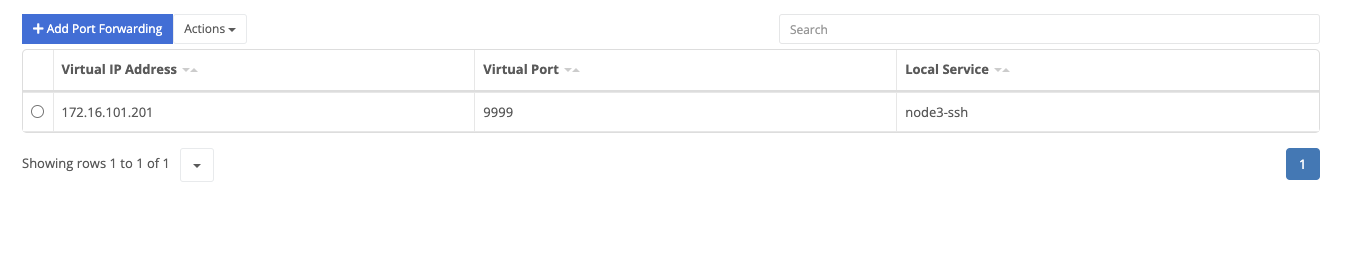 + Add Port Forwarding Actions Search
Virtual IP Address Virtual Port Local Service
172.16.101.201 9999 node3-ssh
Showing rows 1 to 1 of 1 1